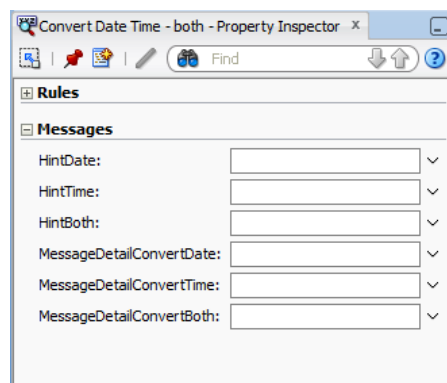 Convert Date Time - both - Property Inspector x
Find
Rules
Messages
HintDate:
HintTime:
HintBoth:
MessageDetailConvertDate:
MessageDetailConvertTime:
MessageDetailConvertBoth: